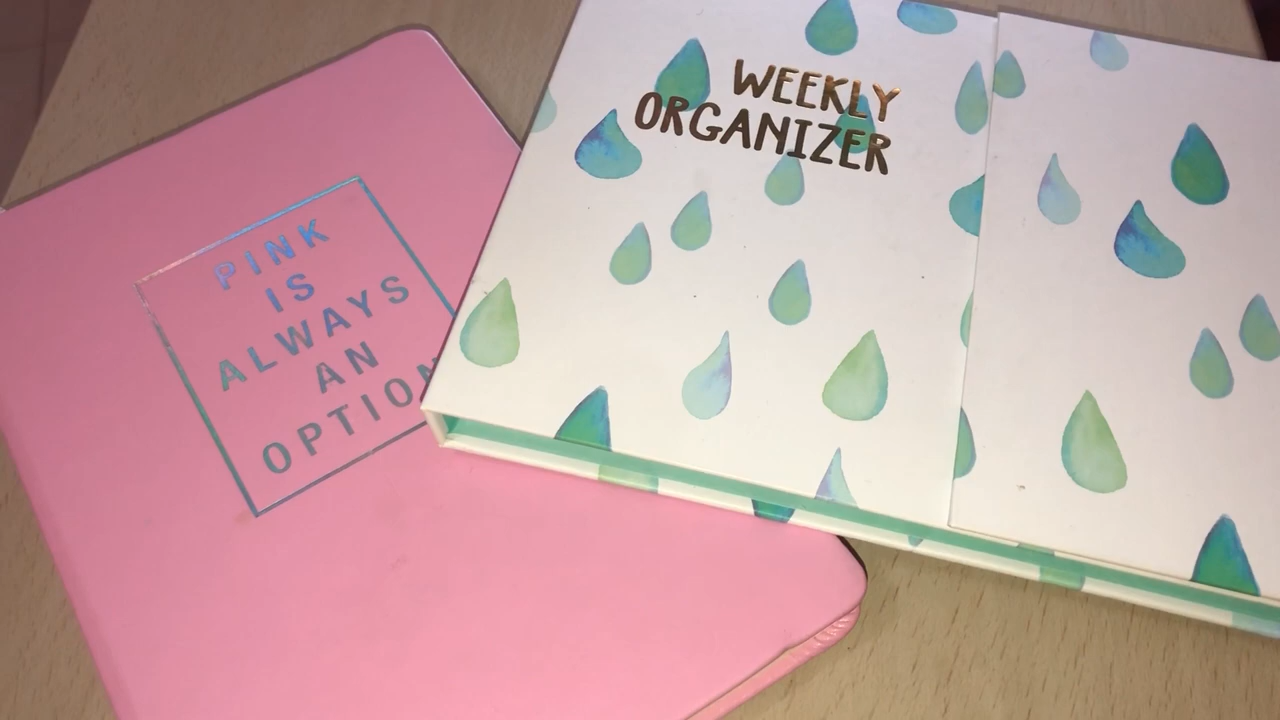 PINK
IS
ALWAYS
AN
OPTION
WEEKLY
ORGANIZER